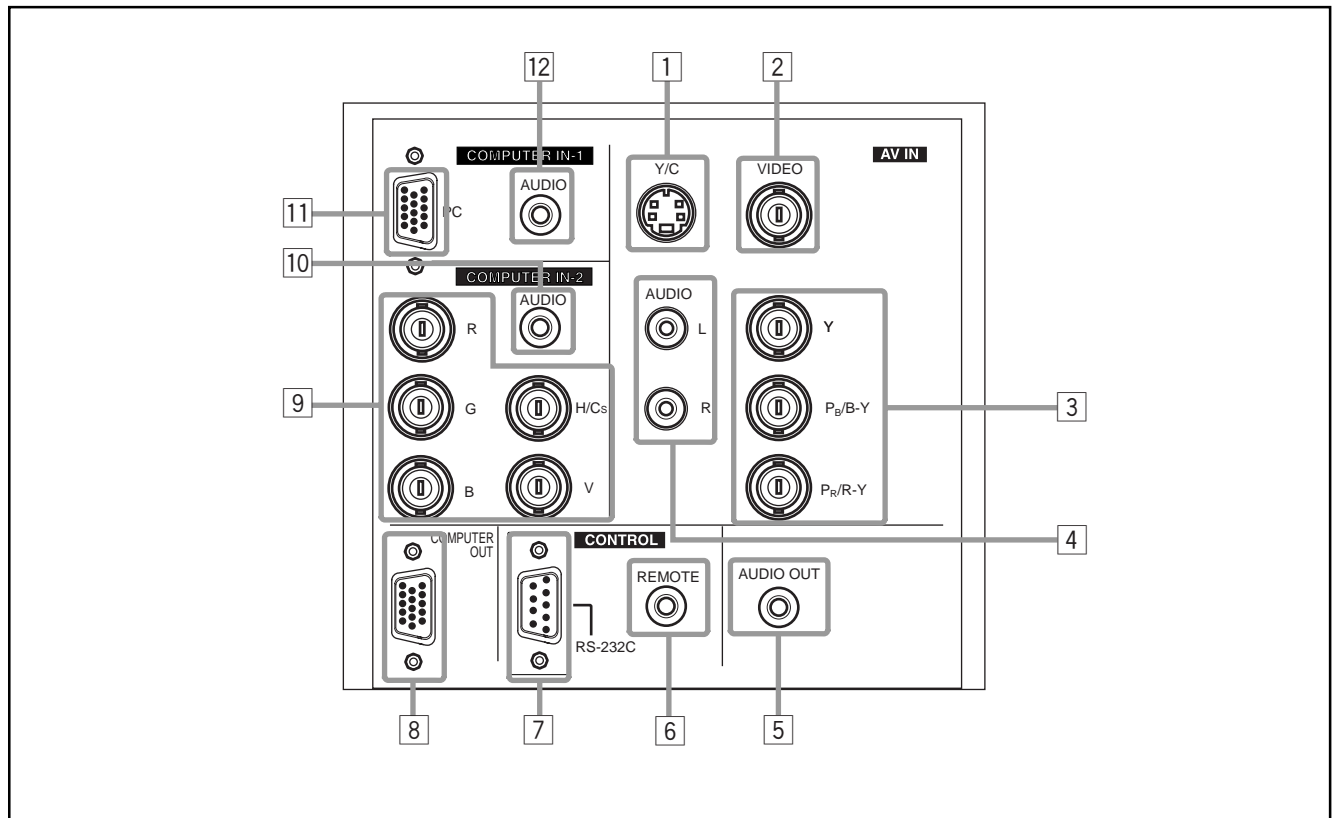 12
1
2
COMPUTER IN-1
AV IN
AUDIO
Y/C
VIDEO
11
PC
10
COMPUTER IN-2
AUDIO
AUDIO
R
L
Y
9
G
H/Cs
R
PB/B-Y
3
B
V
PR/R-Y
COMPUTER
OUT
CONTROL
4
REMOTE
AUDIO OUT
RS-232C
8
7
6
5